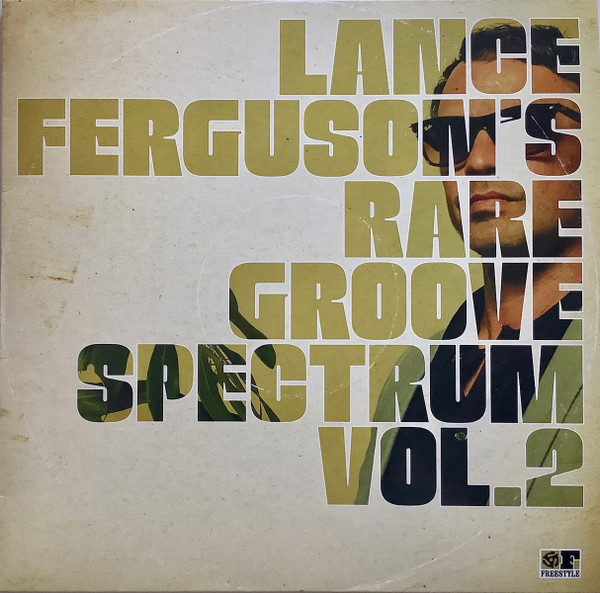 LANCE
FERGUSON'S
RARE
GROOVE
SPECTRUM
VOL.2
F
FREESTYLE